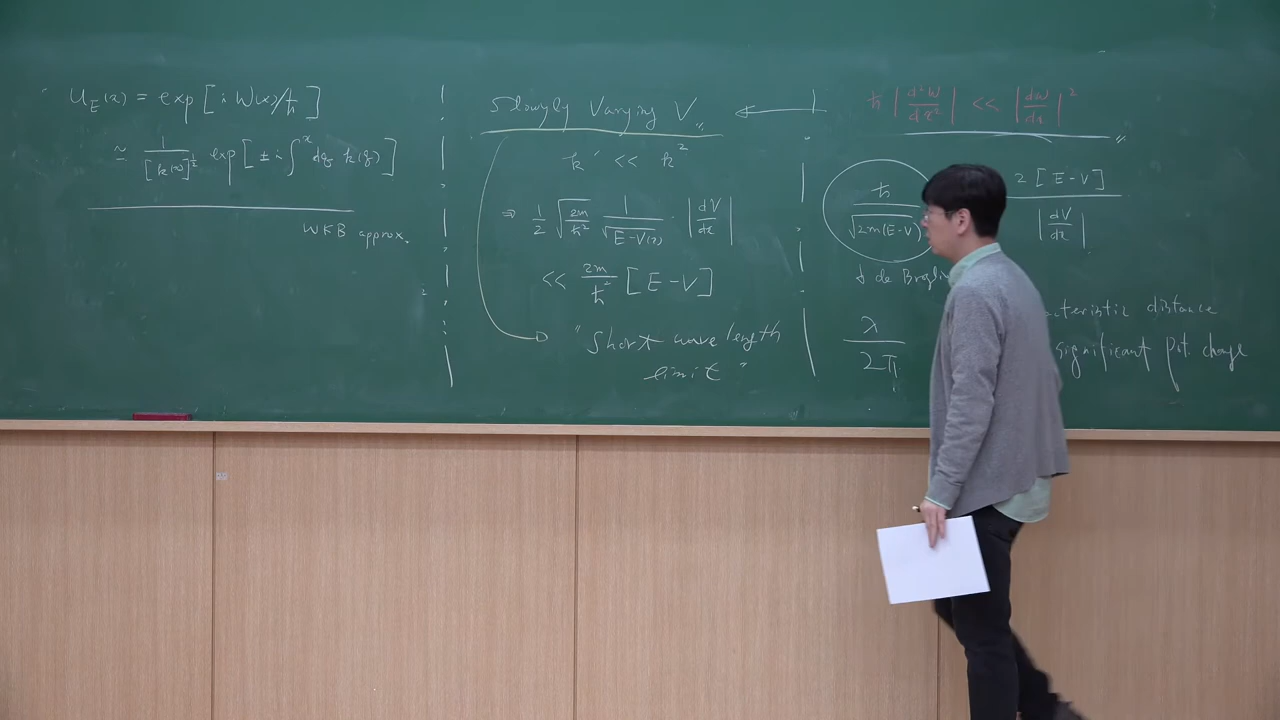 U_E(x) = exp[i W(x)/ħ]
≃ 1/[k(x)]^{1/2} exp[± i ∫^x dq k(q)]
WKB approx.
Slowly Varying V
k' << k²
⇒ 1/2 √(2m/ħ²) 1/√(E-V(x)) · |dV/dx|
<< 2m/ħ² [E-V]
"Short wave length
limit"
ħ |d²W/dx²| << |dW/dx|²
ħ/√(2m(E-V)) 2[E-V]/|dV/dx|
de
λ/2π
distance
significant pot. change